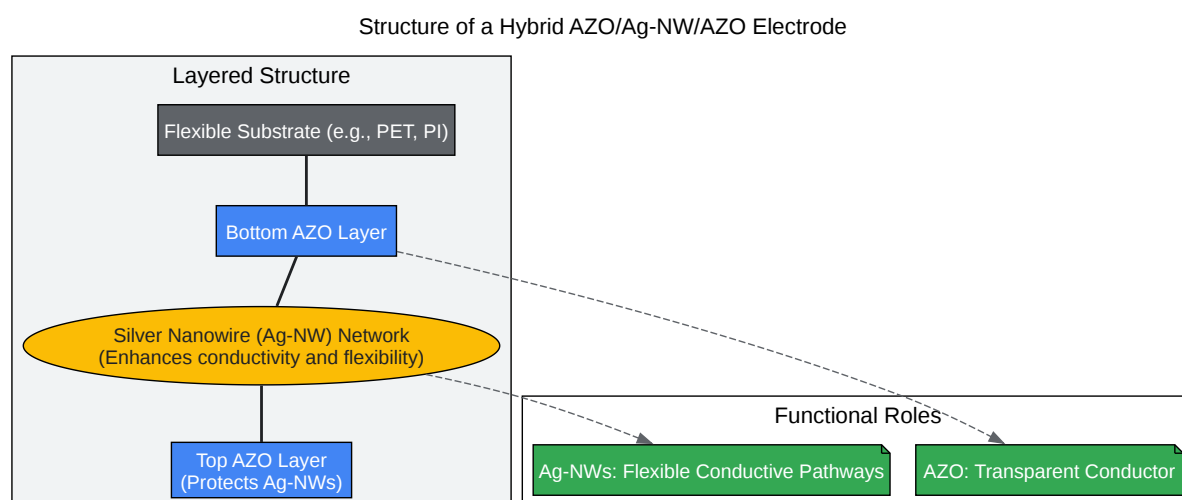 Structure of a Hybrid AZO/Ag-NW/AZO Electrode
Layered Structure
Flexible Substrate (e.g., PET, PI)
Bottom AZO Layer
Silver Nanowire (Ag-NW) Network
(Enhances conductivity and flexibility)
Top AZO Layer
(Protects Ag-NWs)
Functional Roles
Ag-NWs: Flexible Conductive Pathways
AZO: Transparent Conductor